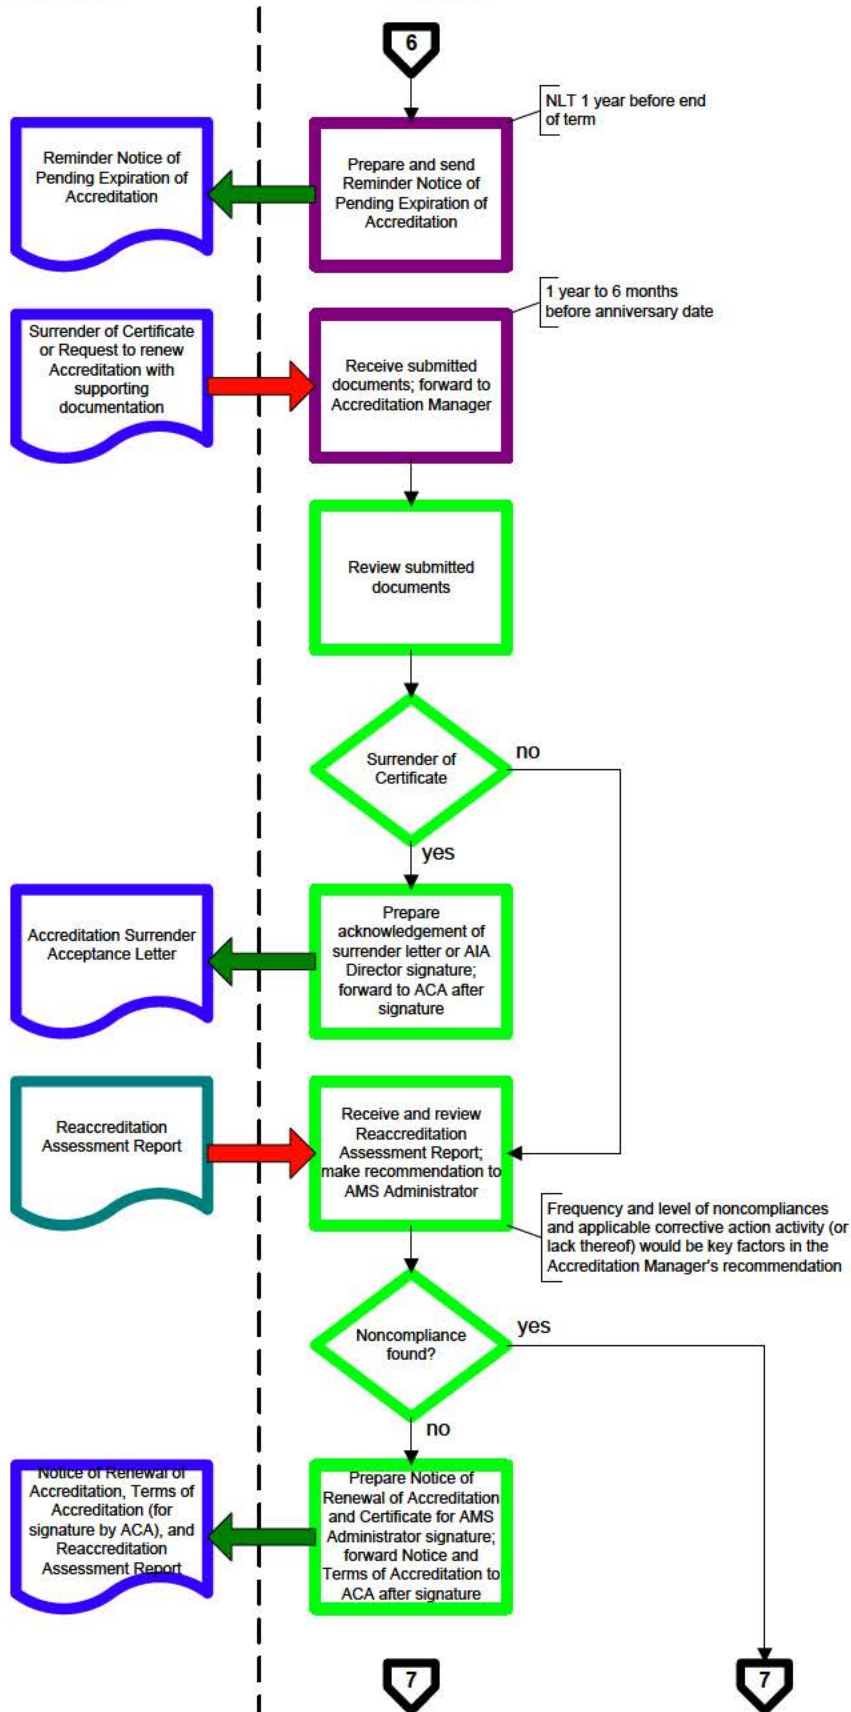 6
NLT 1 year before end
of term
Reminder Notice of
Pending Expiration of
Accreditation
Prepare and send
Reminder Notice of
Pending Expiration of
Accreditation
1 year to 6 months
before anniversary date
Surrender of Certificate
or Request to renew
Accreditation with
supporting
documentation
Receive submitted
documents; forward to
Accreditation Manager
Review submitted
documents
Surrender of
Certificate
no
yes
Accreditation Surrender
Acceptance Letter
Prepare
acknowledgement of
surrender letter or AIA
Director signature;
forward to ACA after
signature
Reaccreditation
Assessment Report
Receive and review
Reaccreditation
Assessment Report;
make recommendation to
AMS Administrator
Frequency and level of noncompliances
and applicable corrective action activity (or
lack thereof) would be key factors in the
Accreditation Manager's recommendation
Noncompliance
found?
yes
no
Notice of Renewal of
Accreditation, Terms of
Accreditation (for
signature by ACA), and
Reaccreditation
Assessment Report
Prepare Notice of
Renewal of Accreditation
and Certificate for AMS
Administrator signature;
forward Notice and
Terms of Accreditation to
ACA after signature
7
7